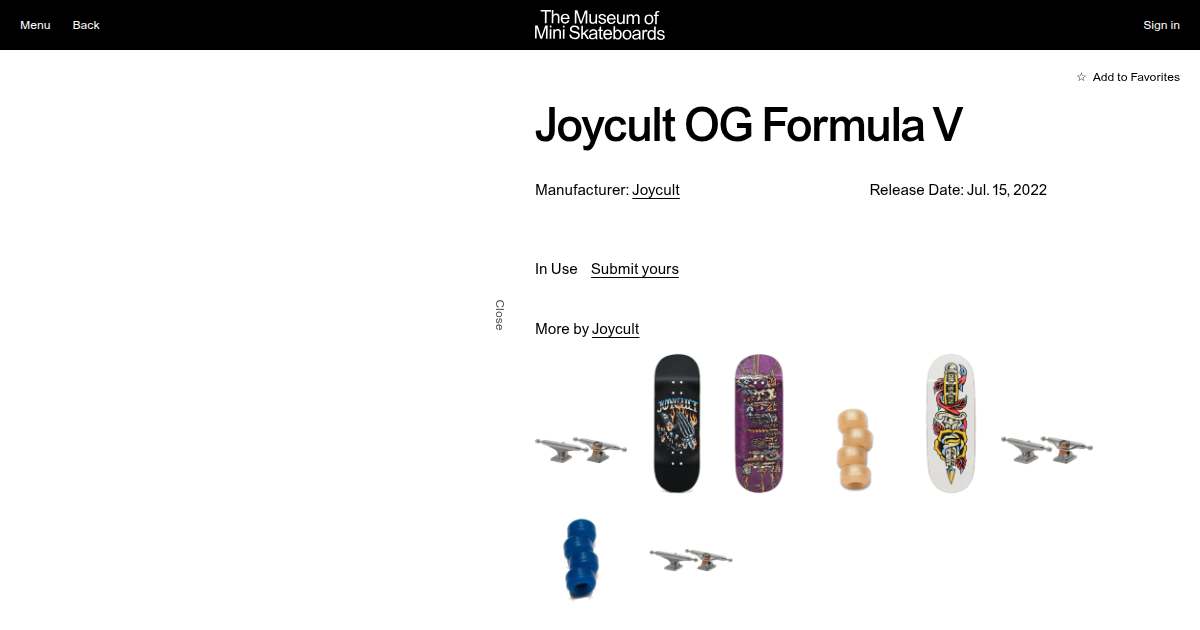 Menu
Back
The Museum of
Mini Skateboards
Sign in
☆ Add to Favorites
Joycult OG Formula V
Manufacturer: Joycult
Release Date: Jul. 15, 2022
In Use
Submit yours
Close
More by Joycult
JOYCULT